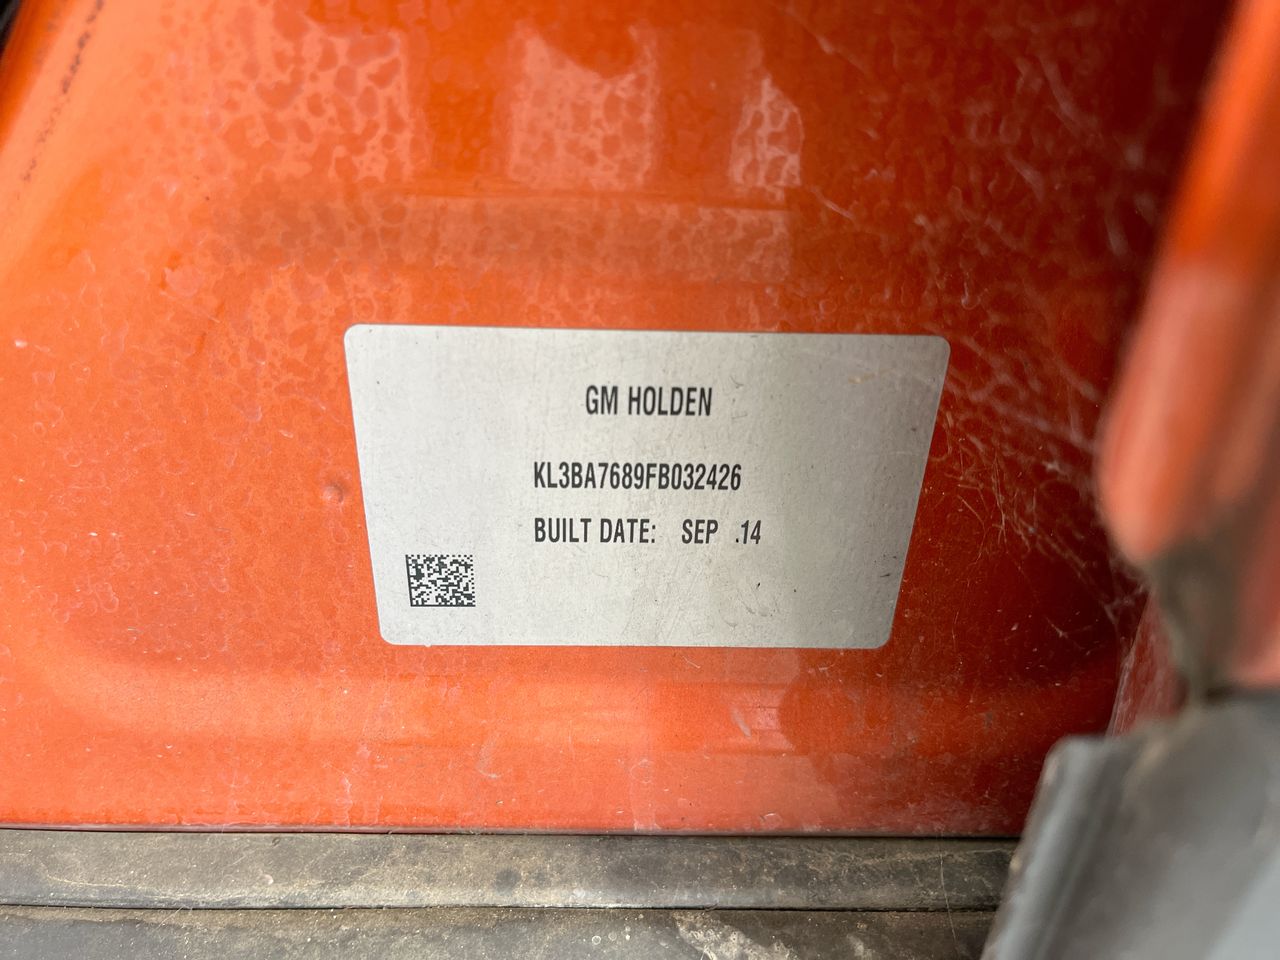 GM HOLDEN
KL3BA7689FB032426
BUILT DATE: SEP .14